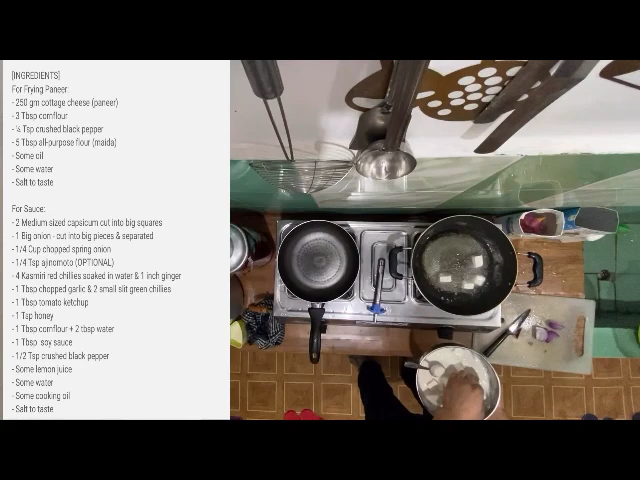 [INGREDIENTS]
For Frying Paneer:
- 250 gm cottage cheese (paneer)
- 3 Tbsp cornflour
- ¼ Tsp crushed black pepper
- 5 Tbsp all-purpose flour (maida)
- Some oil
- Some water
- Salt to taste
For Sauce:
- 2 Medium sized capsicum cut into big squares
- 1 Big onion - cut into big pieces & separated
- 1/4 Cup chopped spring onion
- 1/4 Tsp ajinomoto (OPTIONAL)
- 4 Kasmiri red chillies soaked in water & 1 inch ginger
- 1 Tbsp chopped garlic & 2 small slit green chillies
- 1 Tbsp tomato ketchup
- 1 Tsp honey
- 1 Tbsp cornflour + 2 tbsp water
- 1 Tbsp soy sauce
- 1/2 Tsp crushed black pepper
- Some lemon juice
- Some water
- Some cooking oil
- Salt to taste